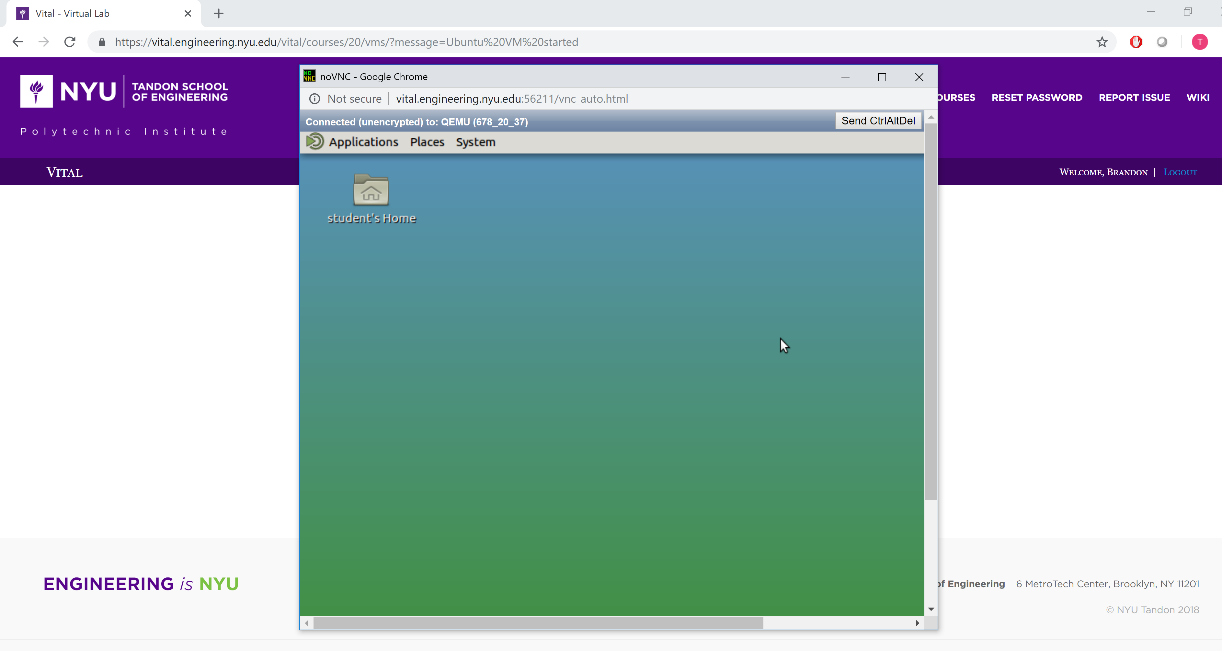 Vital - Virtual Lab
https://vital.engineering.nyu.edu/vital/courses/20/vms/?message=Ubuntu%20VM%20started
T
NYU
TANDON SCHOOL
OF ENGINEERING
Polytechnic Institute
OURSES RESET PASSWORD REPORT ISSUE WIKI
VITAL
WELCOME, BRANDON | LOGOUT
noVNC - Google Chrome
Not secure | vital.engineering.nyu.edu:56211/vnc_auto.html
Connected (unencrypted) to: QEMU (678_20_37)
Send CtrlAltDel
Applications Places System
student's Home
ENGINEERING is NYU
of Engineering 6 MetroTech Center, Brooklyn, NY 11201
© NYU Tandon 2018